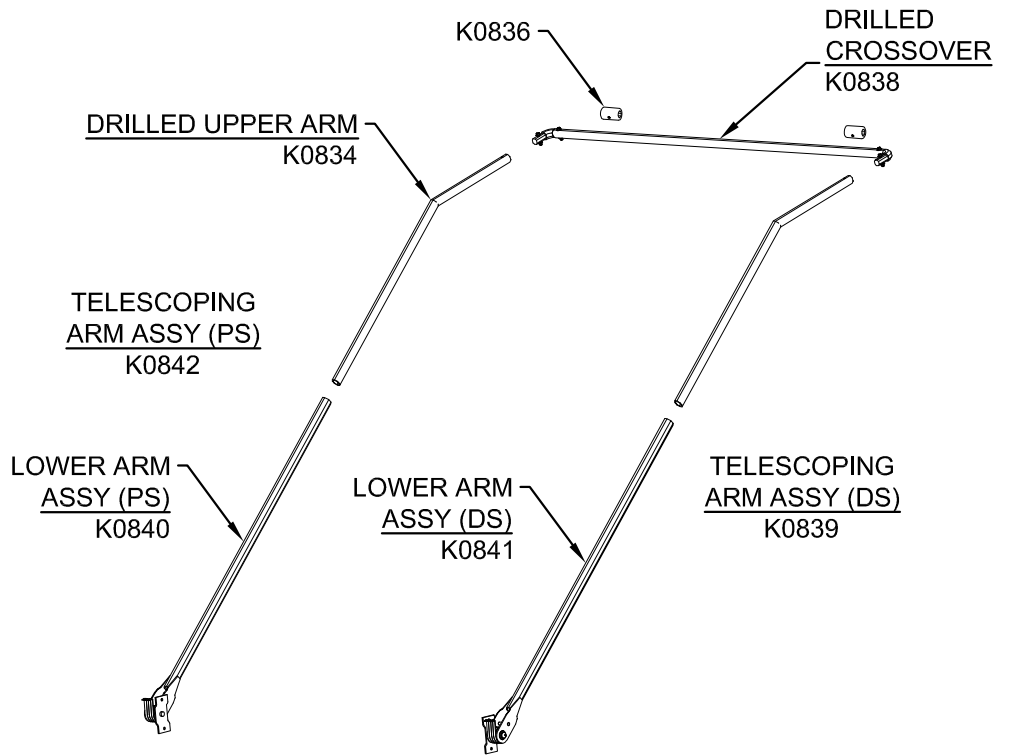 K0836
DRILLED
CROSSOVER
K0838
DRILLED UPPER ARM
K0834
TELESCOPING
ARM ASSY (PS)
K0842
LOWER ARM
ASSY (PS)
K0840
LOWER ARM
ASSY (DS)
K0841
TELESCOPING
ARM ASSY (DS)
K0839